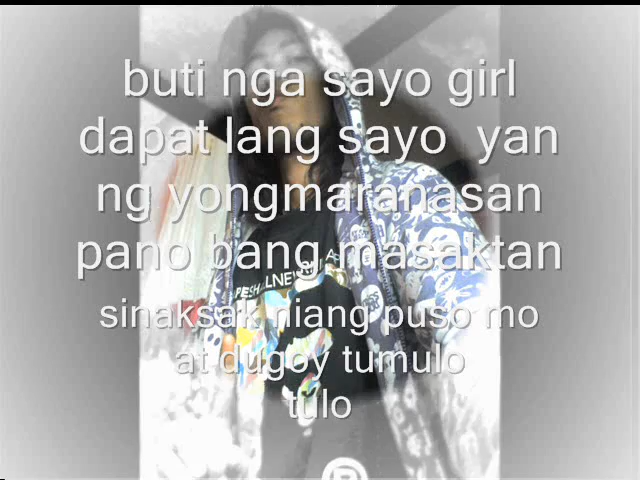 buti nga sayo girl
dapat lang sayo yan
ng yongmaranasan
pano bang masaktan
sinaksak niang puso mo
at dugoy tumulo
tulo